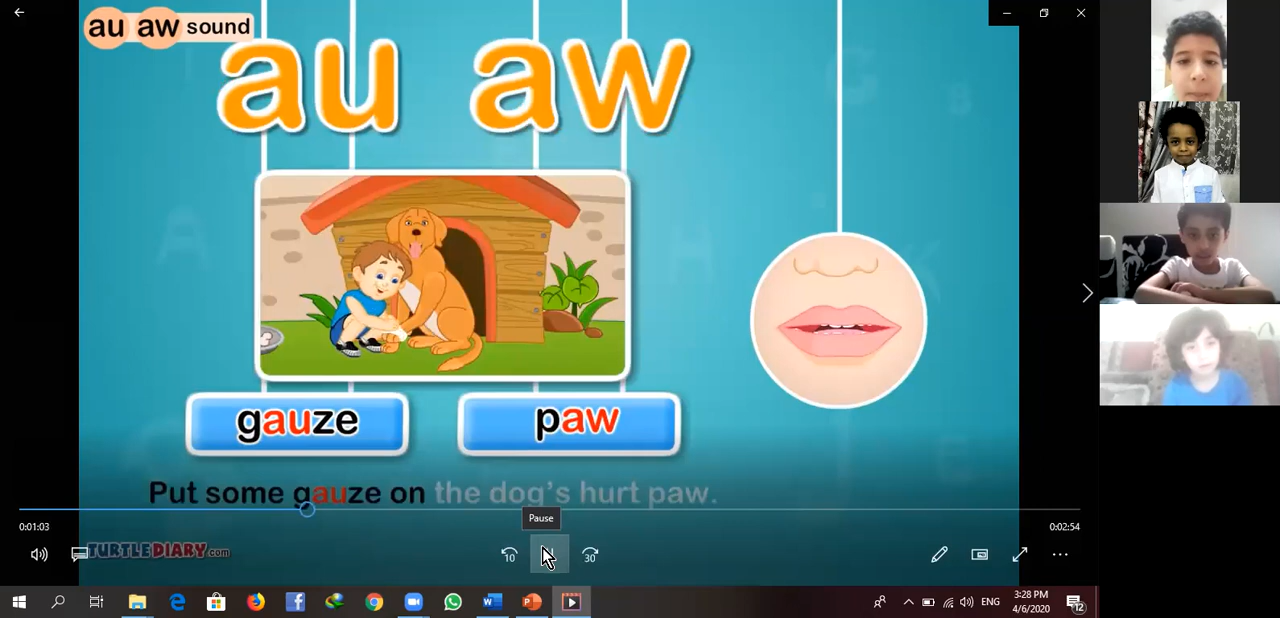 au aw sound
au aw
gauze
paw
Put some gauze on the dog's hurt paw.
Pause
0:01:03
0:02:54
TURTLEDIARY.com
10
30
ENG
3:28 PM
4/6/2020
12